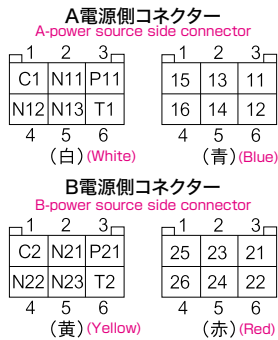 A電源側コネクター
A-power source side connector
1 2 3 1 2 3
C1 N11 P11 15 13 11
N12 N13 T1 16 14 12
4 5 6 4 5 6
（白）(White) （青）(Blue)
B電源側コネクター
B-power source side connector
1 2 3 1 2 3
C2 N21 P21 25 23 21
N22 N23 T2 26 24 22
4 5 6 4 5 6
（黄）(Yellow) （赤）(Red)